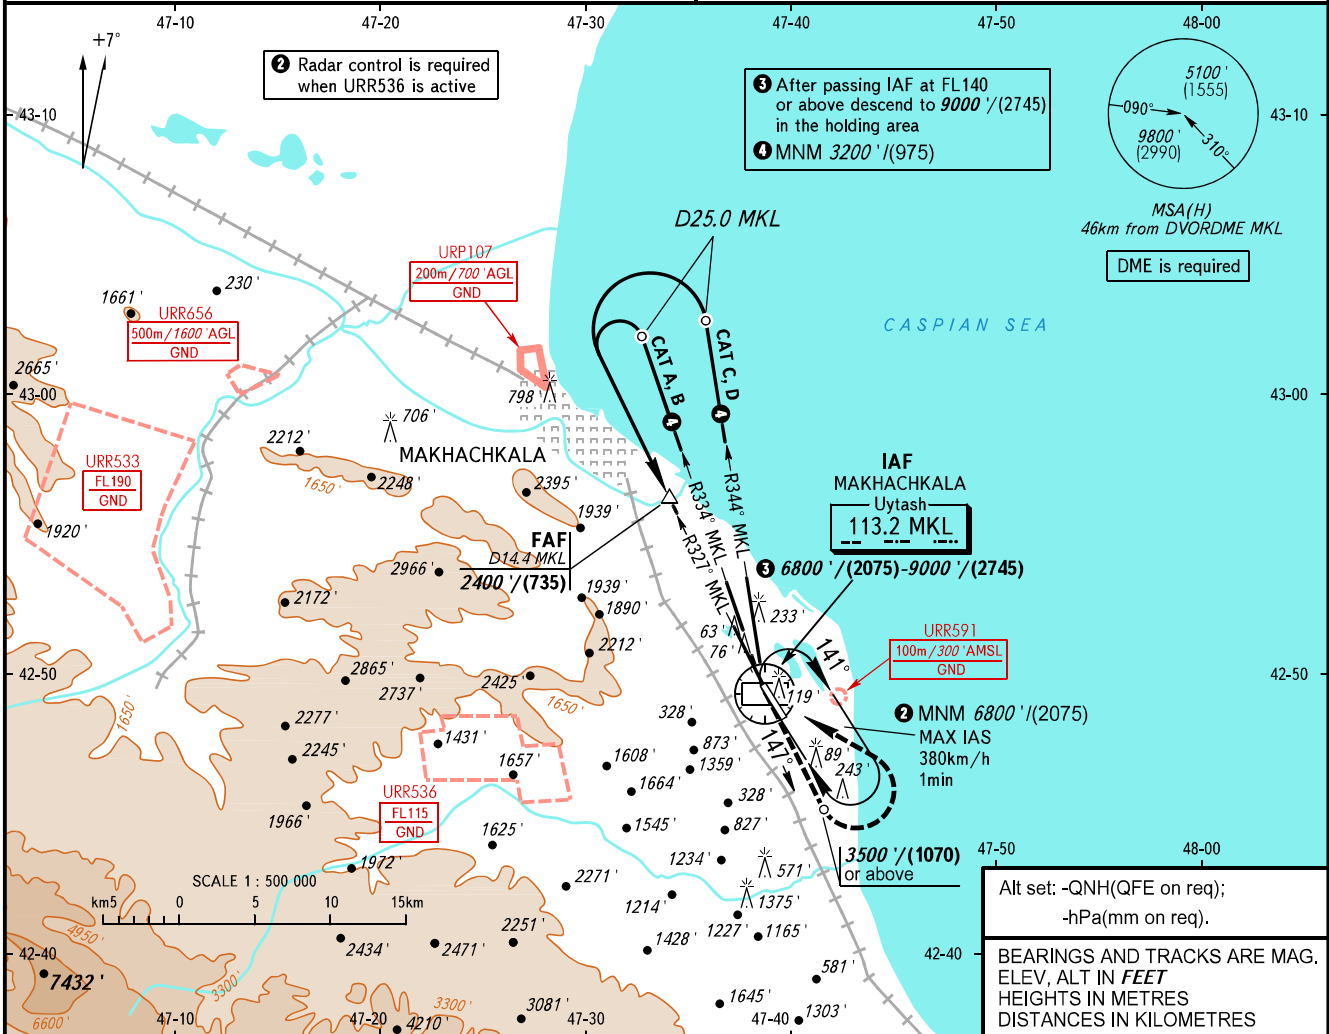 47-10
47-20
47-30
47-40
47-50
48-00
+7°
❷ Radar control is required
when URR536 is active
❸ After passing IAF at FL140
or above descend to 9000 '/(2745)
in the holding area
❹ MNM 3200 '/(975)
5100 '
(1555)
090°
9800 '
(2990)
310°
MSA(H)
46km from DVORDME MKL
DME is required
43-10
43-10
D25.0 MKL
URP107
200m/700 'AGL
GND
230 '
1661 '
URR656
500m/1600 'AGL
GND
CASPIAN SEA
CAT A, B
CAT C, D
2665 '
43-00
43-00
798 '
706 '
❹
❹
2212 '
MAKHACHKALA
URR533
FL190
GND
1650 '
2248 '
2395 '
1920 '
1939 '
R334° MKL
R344° MKL
R327° MKL
IAF
MAKHACHKALA
Uytash
113.2 MKL
FAF
D14.4 MKL
2400 '/(735)
❸ 6800 '/(2075)-9000 '/(2745)
2966 '
2172 '
1939 '
1890 '
233 '
63 '
76 '
2212 '
URR591
100m/300 'AMSL
GND
141°
42-50
42-50
2865 '
2737 '
2425 '
1650 '
1650 '
119 '
❷ MNM 6800 '/(2075)
MAX IAS
380km/h
1min
2277 '
328 '
2245 '
1431 '
873 '
147°
89 '
1657 '
1608 '
1359 '
243 '
1664 '
URR536
FL115
GND
1966 '
328 '
1625 '
1545 '
827 '
3500 '/(1070)
or above
47-50
48-00
1972 '
1234 '
571 '
SCALE 1 : 500 000
km5
0
5
10
15km
2271 '
1214 '
1375 '
Alt set: -QNH(QFE on req);
-hPa(mm on req).
4950 '
2434 '
2471 '
2251 '
1428 '
1227 '
1165 '
42-40
42-40
BEARINGS AND TRACKS ARE MAG.
ELEV, ALT IN FEET
HEIGHTS IN METRES
DISTANCES IN KILOMETRES
7432 '
3300 '
581 '
6600 '
3300 '
1645 '
3081 '
1303 '
4210 '
47-10
47-20
47-30
47-40